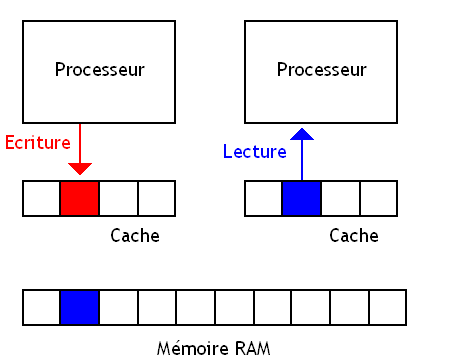 Processeur
Processeur
Ecriture
Lecture
Cache
Cache
Mémoire RAM